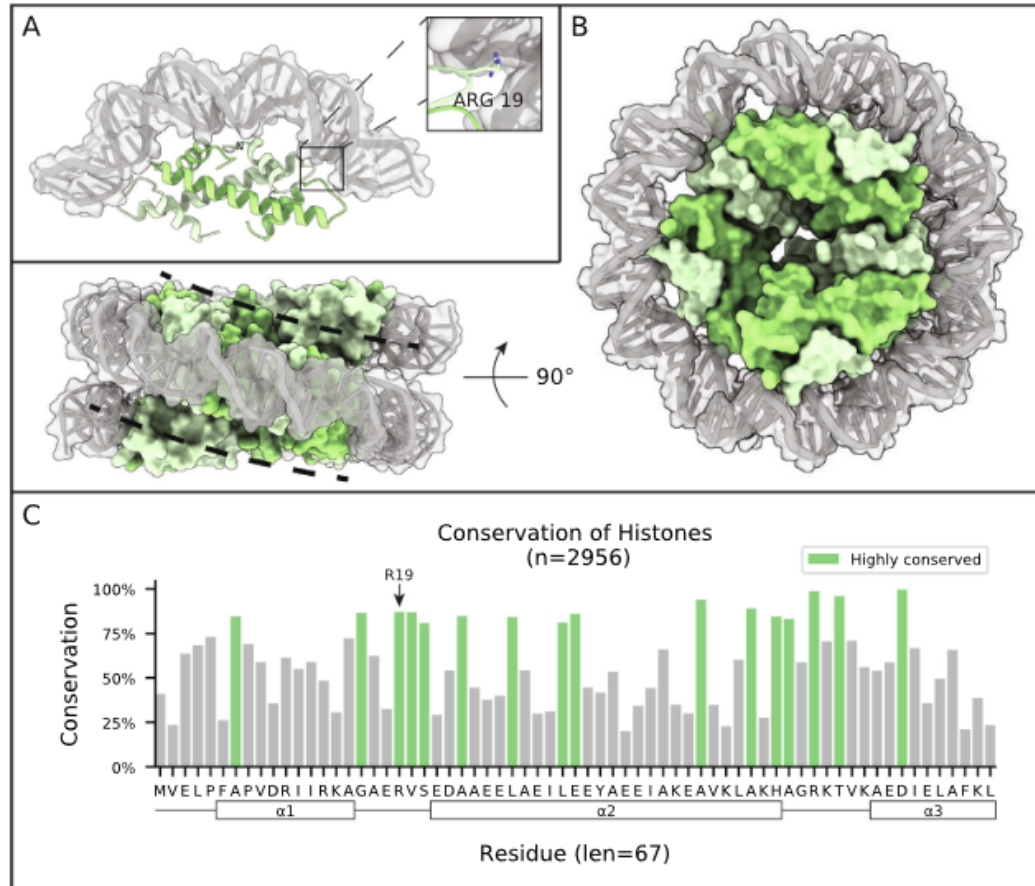 A
ARG 19
N
B
90°
C
Conservation of Histones
(n=2956)
Highly conserved
R19
100%
75%
50%
25%
0%
Conservation
MVELPFAPVDRIIRKAGAERVSEDAAEELAEILEEYAEEIAKEAVKLAKHAGRKTVKAEDIELAFKL
α1 α2 α3
Residue (len=67)